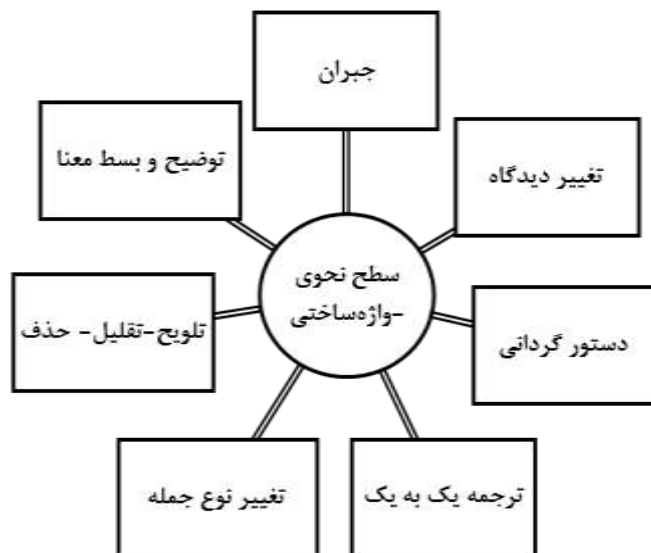 جبران
تغییر دیدگاه
توضیح و بسط معنا
سطح نحوی
-واژه‌ساختی
تلویح-تقلیل- حذف
دستور گردانی
تغییر نوع جمله
ترجمه یک به یک